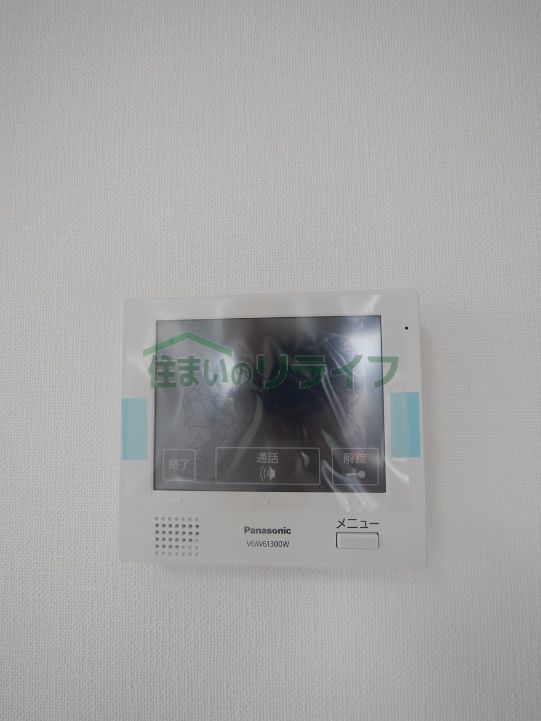 住まいのリライフ
終了
通話
解錠
メニュー
Panasonic
VGW61300W